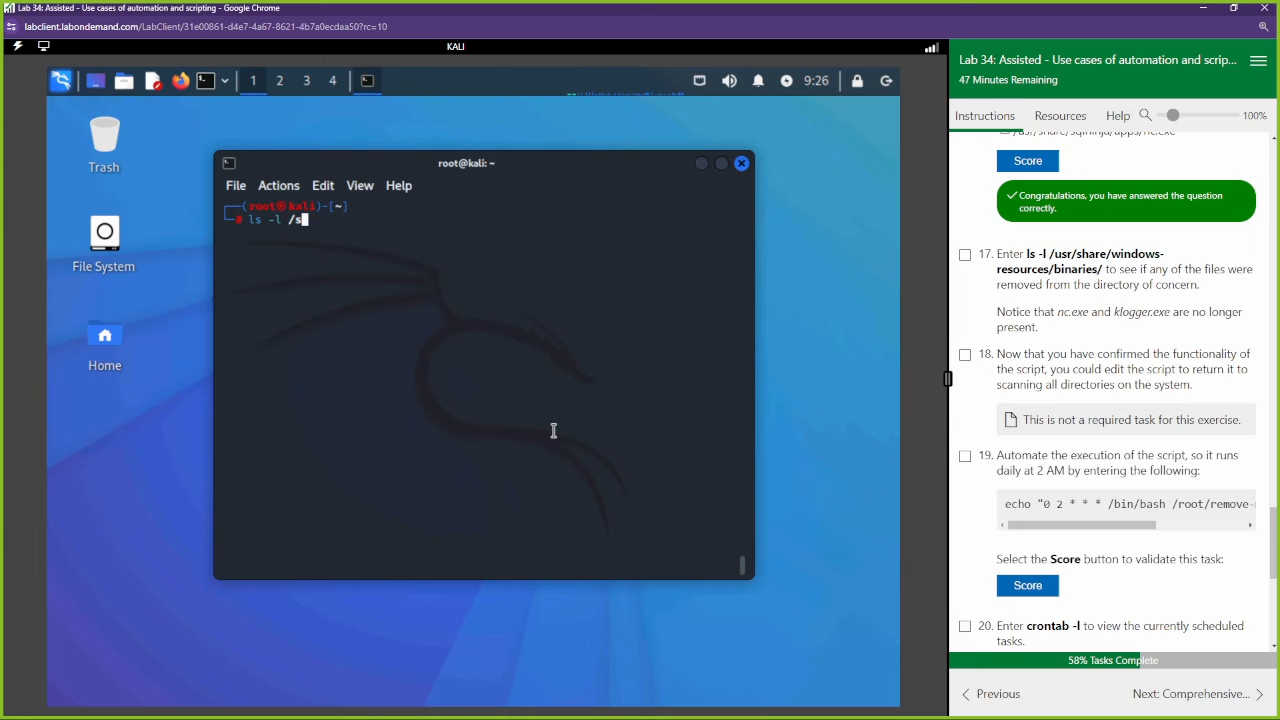 Lab 34: Assisted - Use cases of automation and scripting - Google Chrome
labclient.labondemand.com/LabClient/31e00861-d4e7-4a67-8621-4b7a0ecdaa50?rc=10
KALI
1 2 3 4 9:26
Trash
File System
Home
root@kali: ~
File Actions Edit View Help
(root㉿kali)-[~]
# ls -l /s
Lab 34: Assisted - Use cases of automation and scrip...
47 Minutes Remaining
Instructions Resources Help 100%
/usr/share/sqlninja/apps/nc.exe
Score
Congratulations, you have answered the question
correctly.
17. Enter ls -l /usr/share/windows-
resources/binaries/ to see if any of the files were
removed from the directory of concern.
Notice that nc.exe and klogger.exe are no longer
present.
18. Now that you have confirmed the functionality of
the script, you could edit the script to return it to
scanning all directories on the system.
This is not a required task for this exercise.
19. Automate the execution of the script, so it runs
daily at 2 AM by entering the following:
echo "0 2 * * * /bin/bash /root/remove-
Select the Score button to validate this task:
Score
20. Enter crontab -l to view the currently scheduled
tasks.
58% Tasks Complete
Previous Next: Comprehensive...